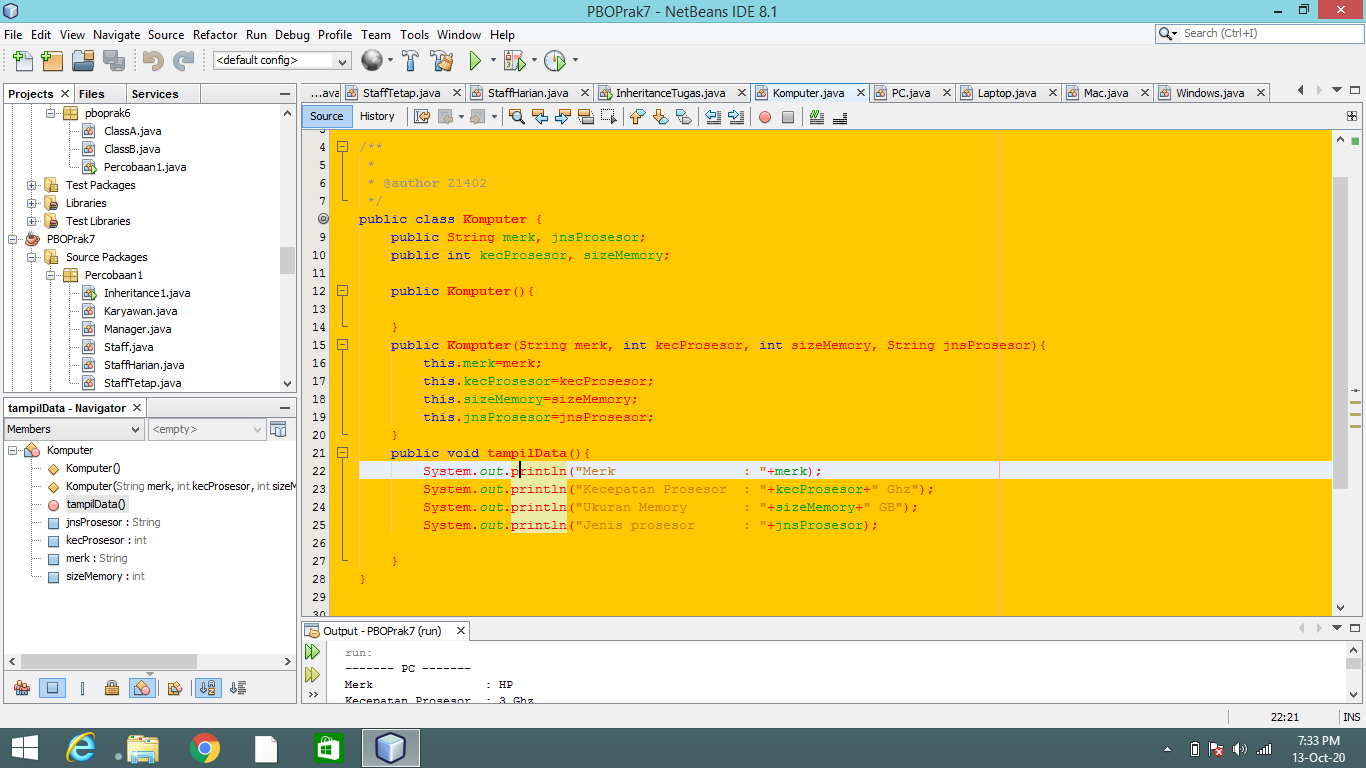 PBOPrak7 - NetBeans IDE 8.1
File Edit View Navigate Source Refactor Run Debug Profile Team Tools Window Help
Search (Ctrl+I)
<default config>
Projects Files Services
pboprak6
ClassA.java
ClassB.java
Percobaan1.java
Test Packages
Libraries
Test Libraries
PBOPrak7
Source Packages
Percobaan1
Inheritance1.java
Karyawan.java
Manager.java
Staff.java
StaffHarian.java
StaffTetap.java
tampilData - Navigator
Members
<empty>
Komputer
Komputer()
Komputer(String merk, int kecProsesor, int sizeM
tampilData()
jnsProsesor : String
kecProsesor : int
merk : String
sizeMemory : int
...ava StaffTetap.java StaffHarian.java InheritanceTugas.java Komputer.java PC.java Laptop.java Mac.java Windows.java
Source History
3
4 /**
5 *
6 * @author Z1402
7 */
public class Komputer {
9 public String merk, jnsProsesor;
10 public int kecProsesor, sizeMemory;
11
12 public Komputer(){
13
14 }
15 public Komputer(String merk, int kecProsesor, int sizeMemory, String jnsProsesor){
16 this.merk=merk;
17 this.kecProsesor=kecProsesor;
18 this.sizeMemory=sizeMemory;
19 this.jnsProsesor=jnsProsesor;
20 }
21 public void tampilData(){
22 System.out.println("Merk : "+merk);
23 System.out.println("Kecepatan Prosesor : "+kecProsesor+" Ghz");
24 System.out.println("Ukuran Memory : "+sizeMemory+" GB");
25 System.out.println("Jenis prosesor : "+jnsProsesor);
26
27 }
28 }
29
30
Output - PBOPrak7 (run)
run:
------- PC -------
Merk : HP
Kecepatan Prosesor : 3 Ghz
22:21 INS
7:33 PM
13-Oct-20